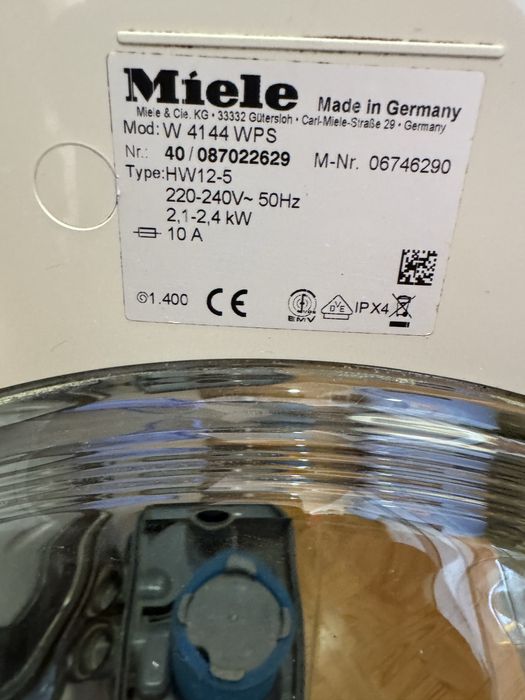 Miele Made in Germany
Miele & Cie. KG • 33332 Gütersloh • Carl-Miele-Straße 29 • Germany
Mod: W 4144 WPS
Nr.: 40 / 087022629 M-Nr. 06746290
Type: HW12-5
220-240V~ 50Hz
2,1-2,4 kW
10 A
1.400 CE EMV DVE IPX4